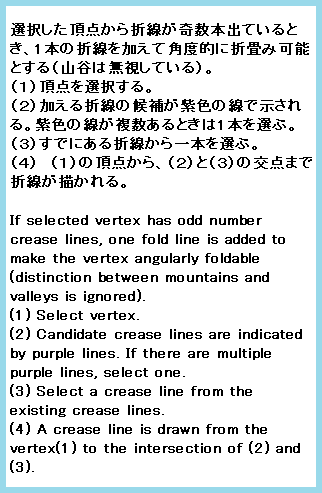 選択した頂点から折線が奇数本出ていると
き、1本の折線を加えて角度的に折畳み可能
とする(山谷は無視している)。
(1)頂点を選択する。
(2)加える折線の候補が紫色の線で示され
る。紫色の線が複数あるときは1本を選ぶ。
(3)すでにある折線から一本を選ぶ。
(4) (1)の頂点から、(2)と(3)の交点まで
折線が描かれる。
If selected vertex has odd number
crease lines, one fold line is added to
make the vertex angularly foldable
(distinction between mountains and
valleys is ignored).
(1) Select vertex.
(2) Candidate crease lines are indicated
by purple lines. If there are multiple
purple lines, select one.
(3) Select a crease line from the
existing crease lines.
(4) A crease line is drawn from the
vertex(1) to the intersection of (2) and
(3).